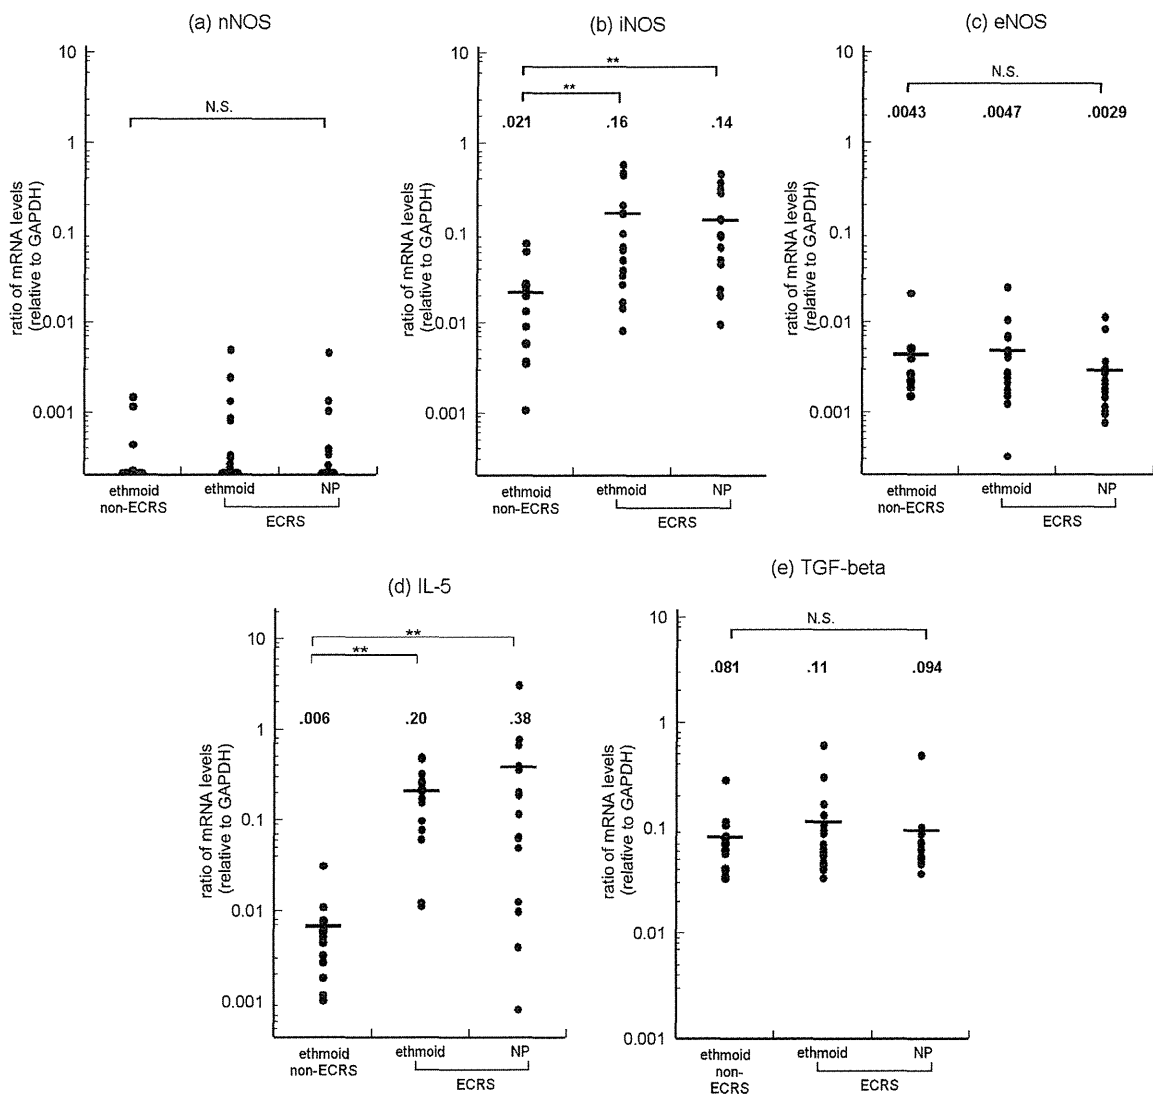 (a) nNOS
10
1
0.1
0.01
0.001
ratio of mRNA levels
(relative to GAPDH)
N.S.
ethmoid
non-ECRS
ethmoid
NP
ECRS
(b) iNOS
10
1
0.1
0.01
0.001
ratio of mRNA levels
(relative to GAPDH)
**
**
.021
.16
.14
ethmoid
non-ECRS
ethmoid
NP
ECRS
(c) eNOS
10
1
0.1
0.01
0.001
ratio of mRNA levels
(relative to GAPDH)
N.S.
.0043
.0047
.0029
ethmoid
non-ECRS
ethmoid
NP
ECRS
(d) IL-5
10
1
0.1
0.01
0.001
ratio of mRNA levels
(relative to GAPDH)
**
**
.006
.20
.38
ethmoid
non-ECRS
ethmoid
NP
ECRS
(e) TGF-beta
10
1
0.1
0.01
0.001
ratio of mRNA levels
(relative to GAPDH)
N.S.
.081
.11
.094
ethmoid
non-
ECRS
ethmoid
NP
ECRS